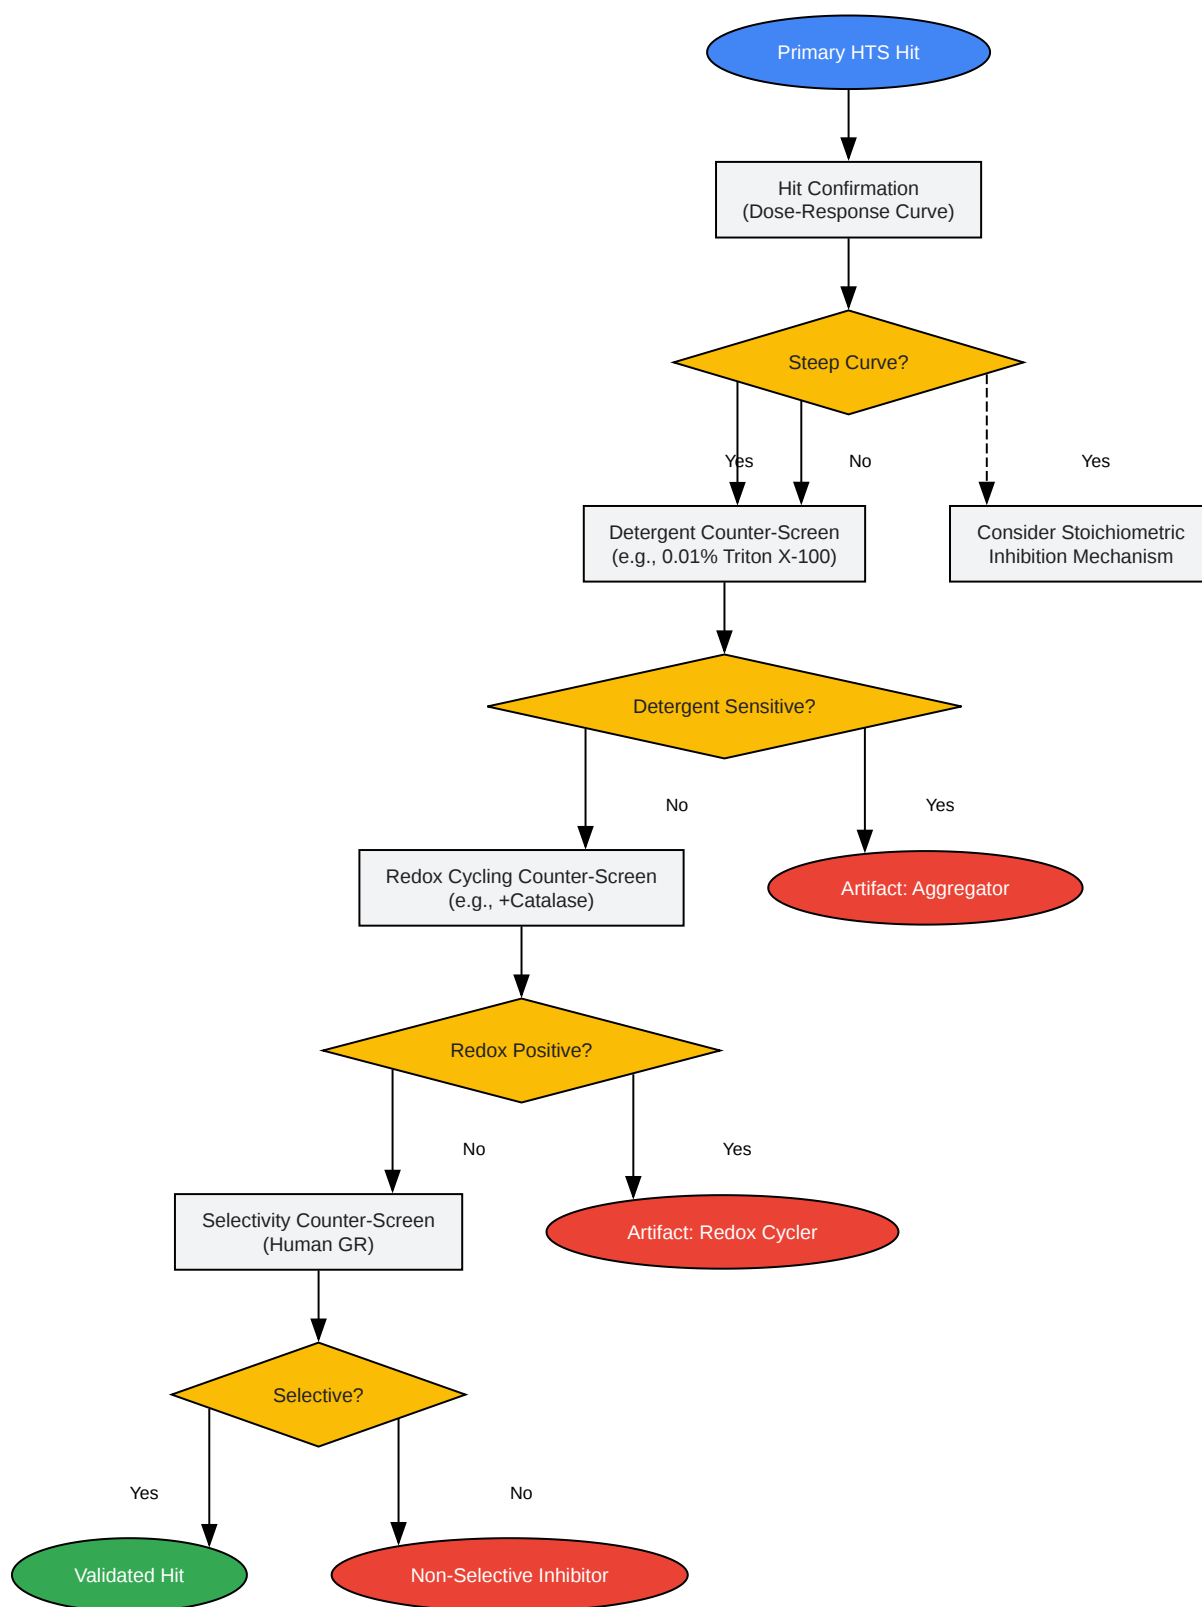 Primary HTS Hit
Hit Confirmation
(Dose-Response Curve)
Steep Curve?
Yes
No
Yes
Detergent Counter-Screen
(e.g., 0.01% Triton X-100)
Consider Stoichiometric
Inhibition Mechanism
Detergent Sensitive?
No
Yes
Redox Cycling Counter-Screen
(e.g., +Catalase)
Artifact: Aggregator
Redox Positive?
No
Yes
Selectivity Counter-Screen
(Human GR)
Artifact: Redox Cycler
Selective?
Yes
No
Validated Hit
Non-Selective Inhibitor